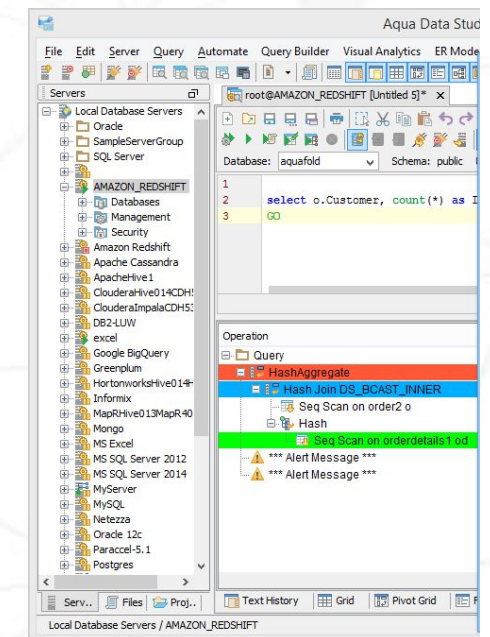 Aqua Data Stud
File Edit Server Query Automate Query Builder Visual Analytics ER Mode
Servers
root@AMAZON_REDSHIFT [Untitled 5]*
Local Database Servers
Oracle
SampleServerGroup
SQL Server
AMAZON_REDSHIFT
Databases
Management
Security
Amazon Redshift
Apache Cassandra
ApacheHive1
ClouderaHive014CDH5
ClouderaImpalaCDH53
DB2-LUW
excel
Google BigQuery
Greenplum
HortonworksHive014H
Informix
MapRHive013MapR40
Mongo
MS Excel
MS SQL Server 2012
MS SQL Server 2014
MyServer
MySQL
Netezza
Oracle 12c
Paraccel-5.1
Postgres
Serv.. Files Proj..
Database: aquafold Schema: public
1
2 select o.Customer, count(*) as I
3 GO
Operation
Query
HashAggregate
Hash Join DS_BCAST_INNER
Seq Scan on order2 o
Hash
Seq Scan on orderdetails1 od
*** Alert Message ***
*** Alert Message ***
Text History Grid Pivot Grid F
Local Database Servers / AMAZON_REDSHIFT